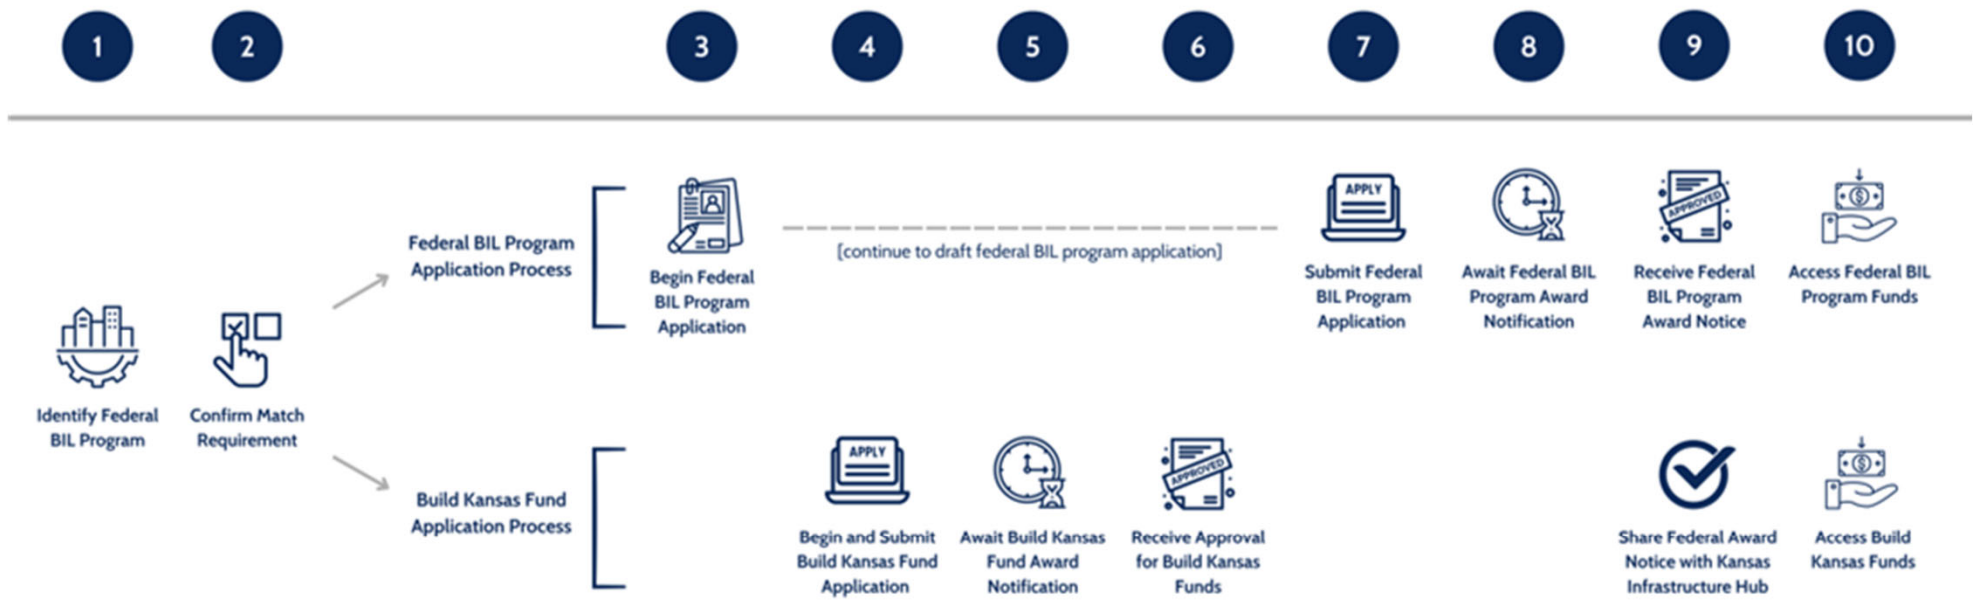 1
2
3
4
5
6
7
8
9
10
Identify Federal
BIL Program
Confirm Match
Requirement
Federal BIL Program
Application Process
Begin Federal
BIL Program
Application
[continue to draft federal BIL program application]
APPLY
Submit Federal
BIL Program
Application
Await Federal BIL
Program Award
Notification
APPROVED
Receive Federal
BIL Program
Award Notice
$
Access Federal BIL
Program Funds
Build Kansas Fund
Application Process
APPLY
Begin and Submit
Build Kansas Fund
Application
Await Build Kansas
Fund Award
Notification
APPROVED
Receive Approval
for Build Kansas
Funds
Share Federal Award
Notice with Kansas
Infrastructure Hub
$
Access Build
Kansas Funds